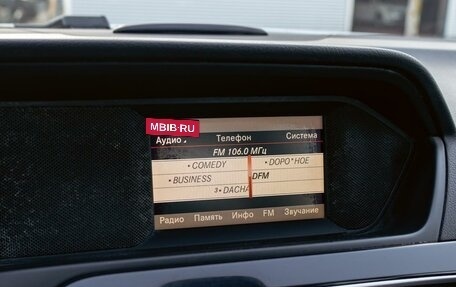 MBIB-RU
Аудио Телефон Система
FM 106.0 МГц
• COMEDY • DOPO*HOE
• BUSINESS DFM
3• DACHA
Радио Память Инфо FM Звучание